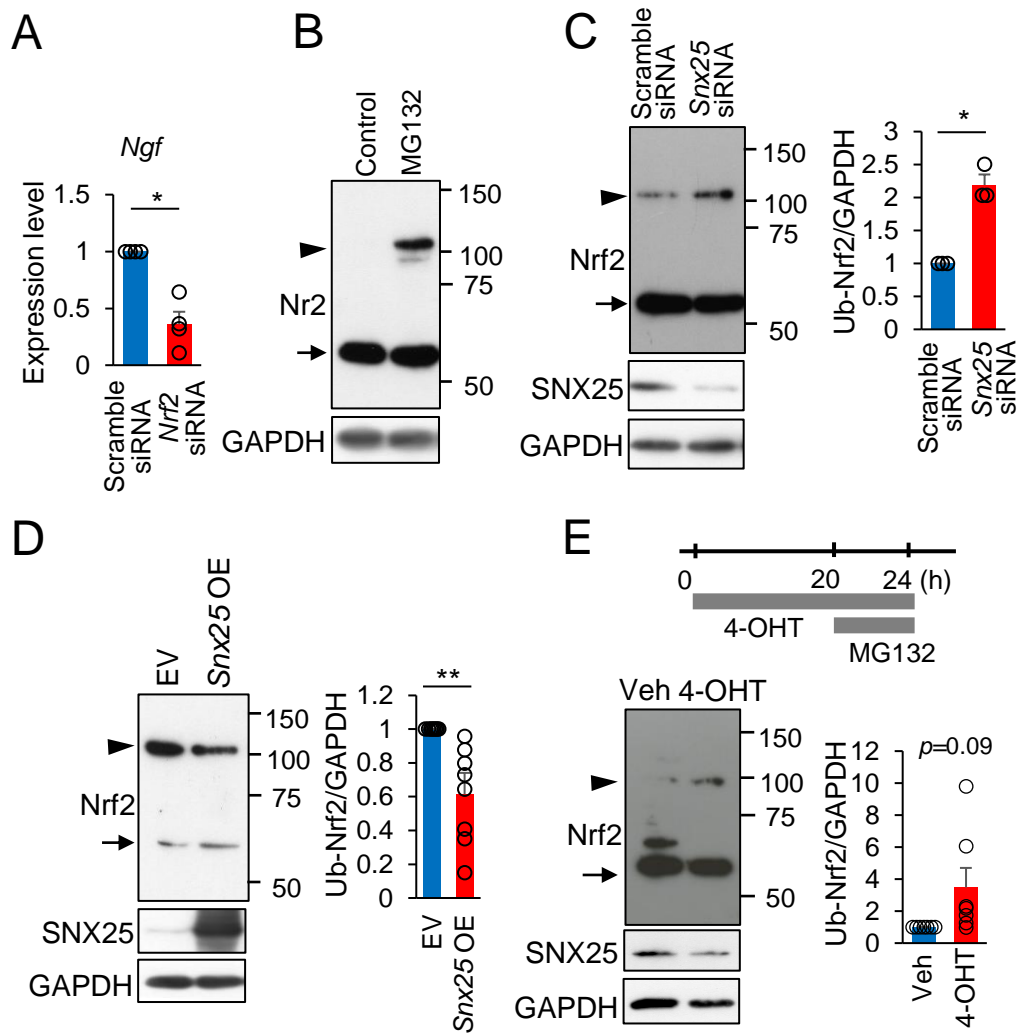 A
Ngf
Expression level
1.5
1
0.5
0
*
Scramble siRNA
Nrf2 siRNA
B
Control
MG132
150
100
75
50
Nr2
GAPDH
C
Scramble siRNA
Snx25 siRNA
150
100
75
50
Nrf2
SNX25
GAPDH
Ub-Nrf2/GAPDH
3
2.5
2
1.5
1
0.5
0
*
Scramble siRNA
Snx25 siRNA
D
EV
Snx25 OE
150
100
75
50
Nrf2
SNX25
GAPDH
Ub-Nrf2/GAPDH
1.2
1
0.8
0.6
0.4
0.2
0
**
EV
Snx25 OE
E
0
20
24 (h)
4-OHT
MG132
Veh 4-OHT
150
100
75
50
Nrf2
SNX25
GAPDH
Ub-Nrf2/GAPDH
12
10
8
6
4
2
0
p=0.09
Veh
4-OHT